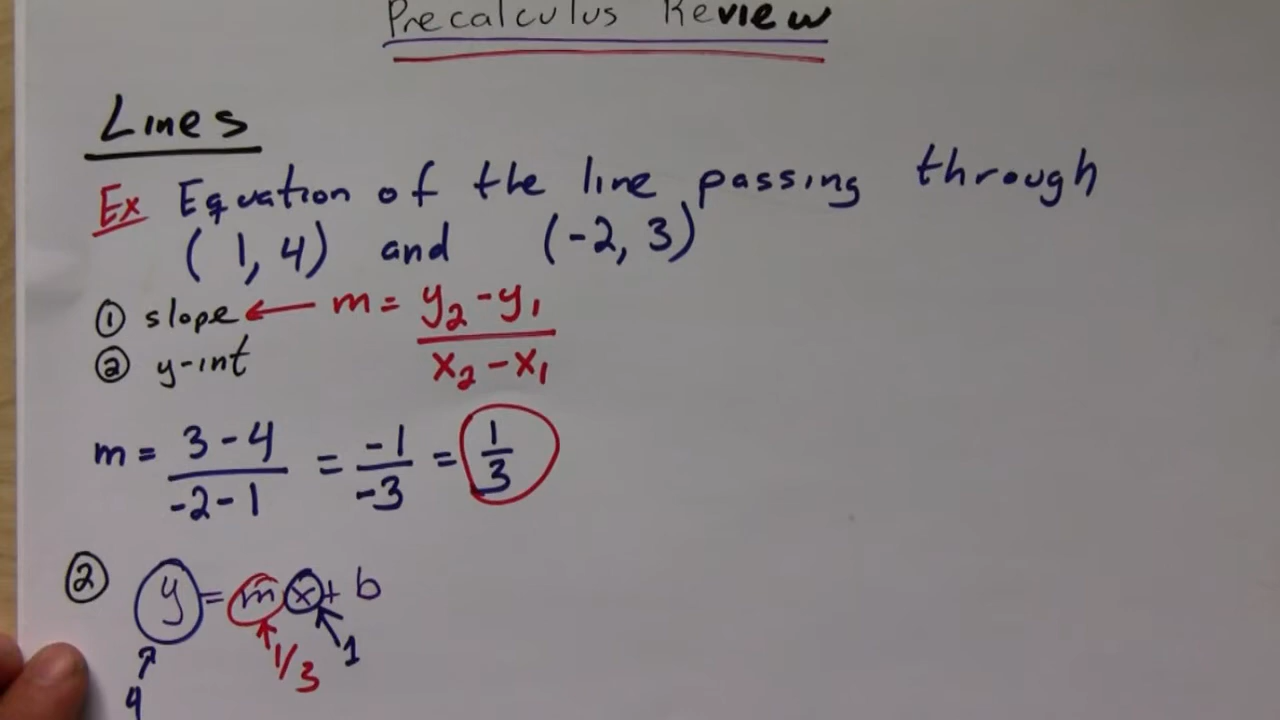 Precalculus Review
Lines
Ex Equation of the line passing through
(1, 4) and (-2, 3)
① slope ← m = y₂ - y₁ / x₂ - x₁
② y-int
m = 3 - 4 / -2 - 1 = -1 / -3 = 1 / 3
② y = mx + b
4 1/3 1